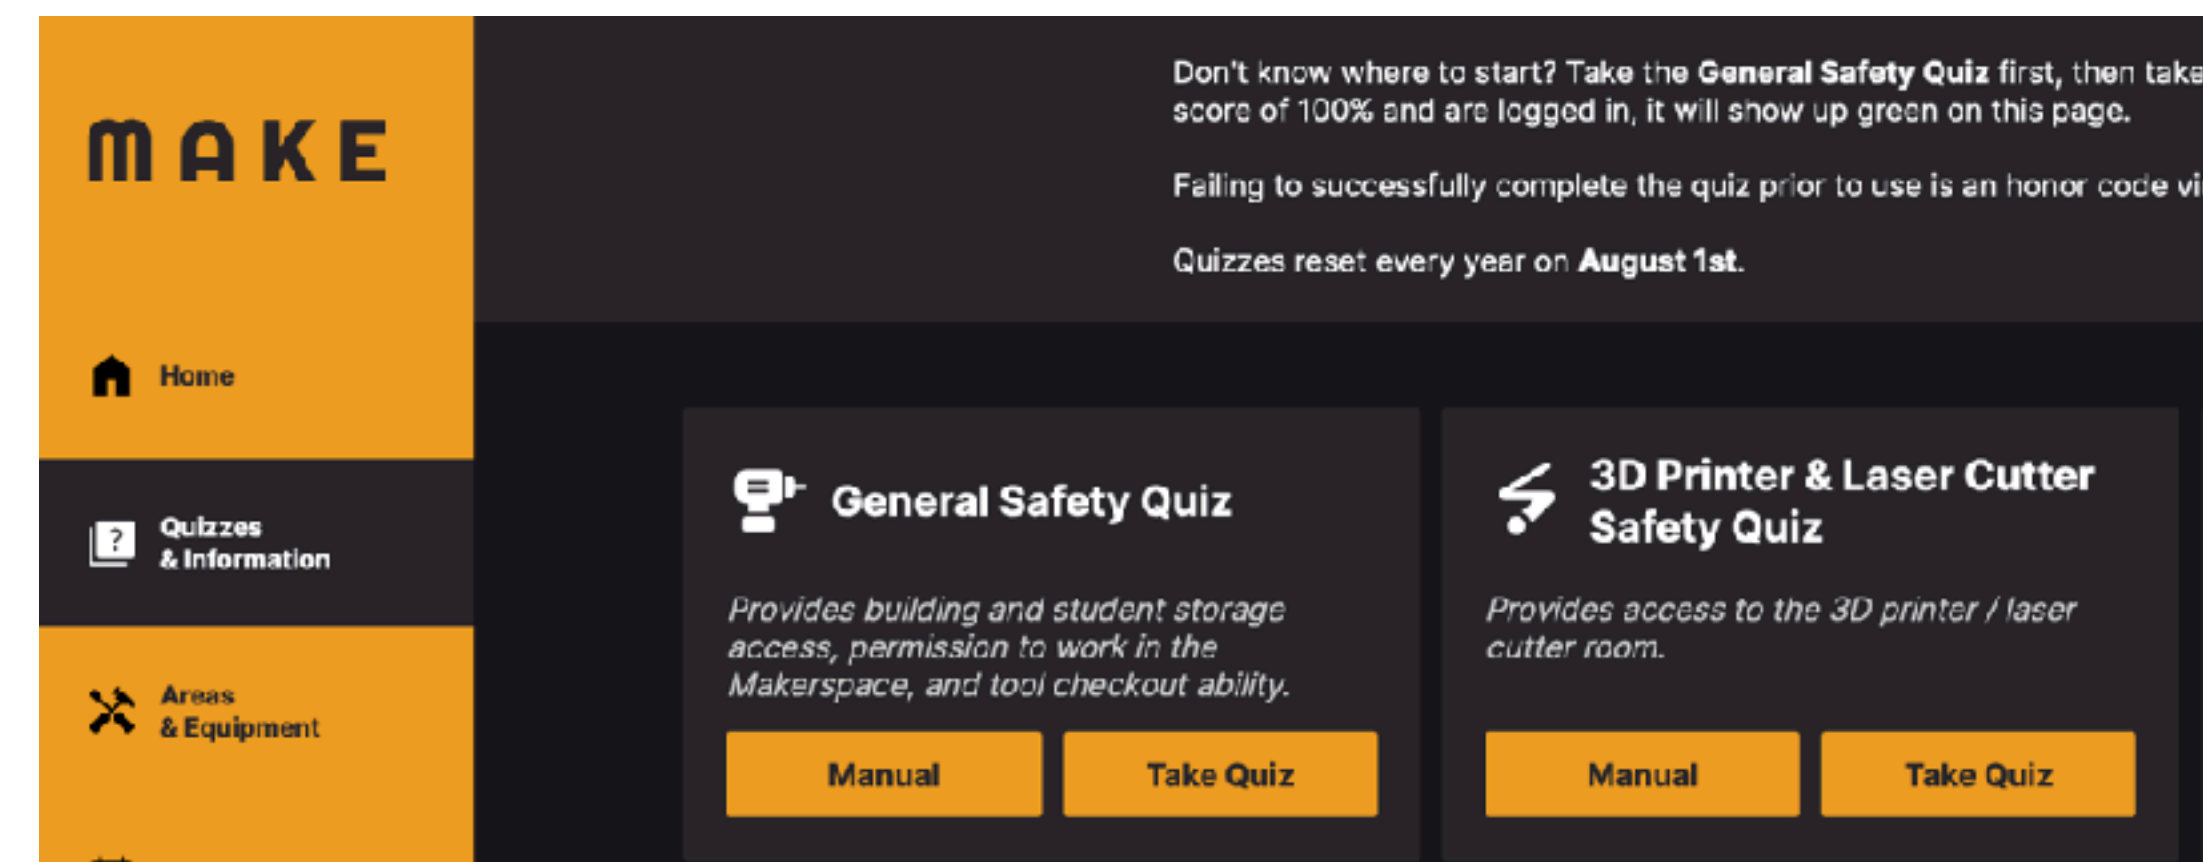 MAKE
Home
Quizzes
& Information
Areas
& Equipment
Don't know where to start? Take the General Safety Quiz first, then take
score of 100% and are logged in, it will show up green on this page.
Failing to successfully complete the quiz prior to use is an honor code vi
Quizzes reset every year on August 1st.
General Safety Quiz
Provides building and student storage
access, permission to work in the
Makerspace, and tool checkout ability.
Manual
Take Quiz
3D Printer & Laser Cutter
Safety Quiz
Provides access to the 3D printer / laser
cutter room.
Manual
Take Quiz